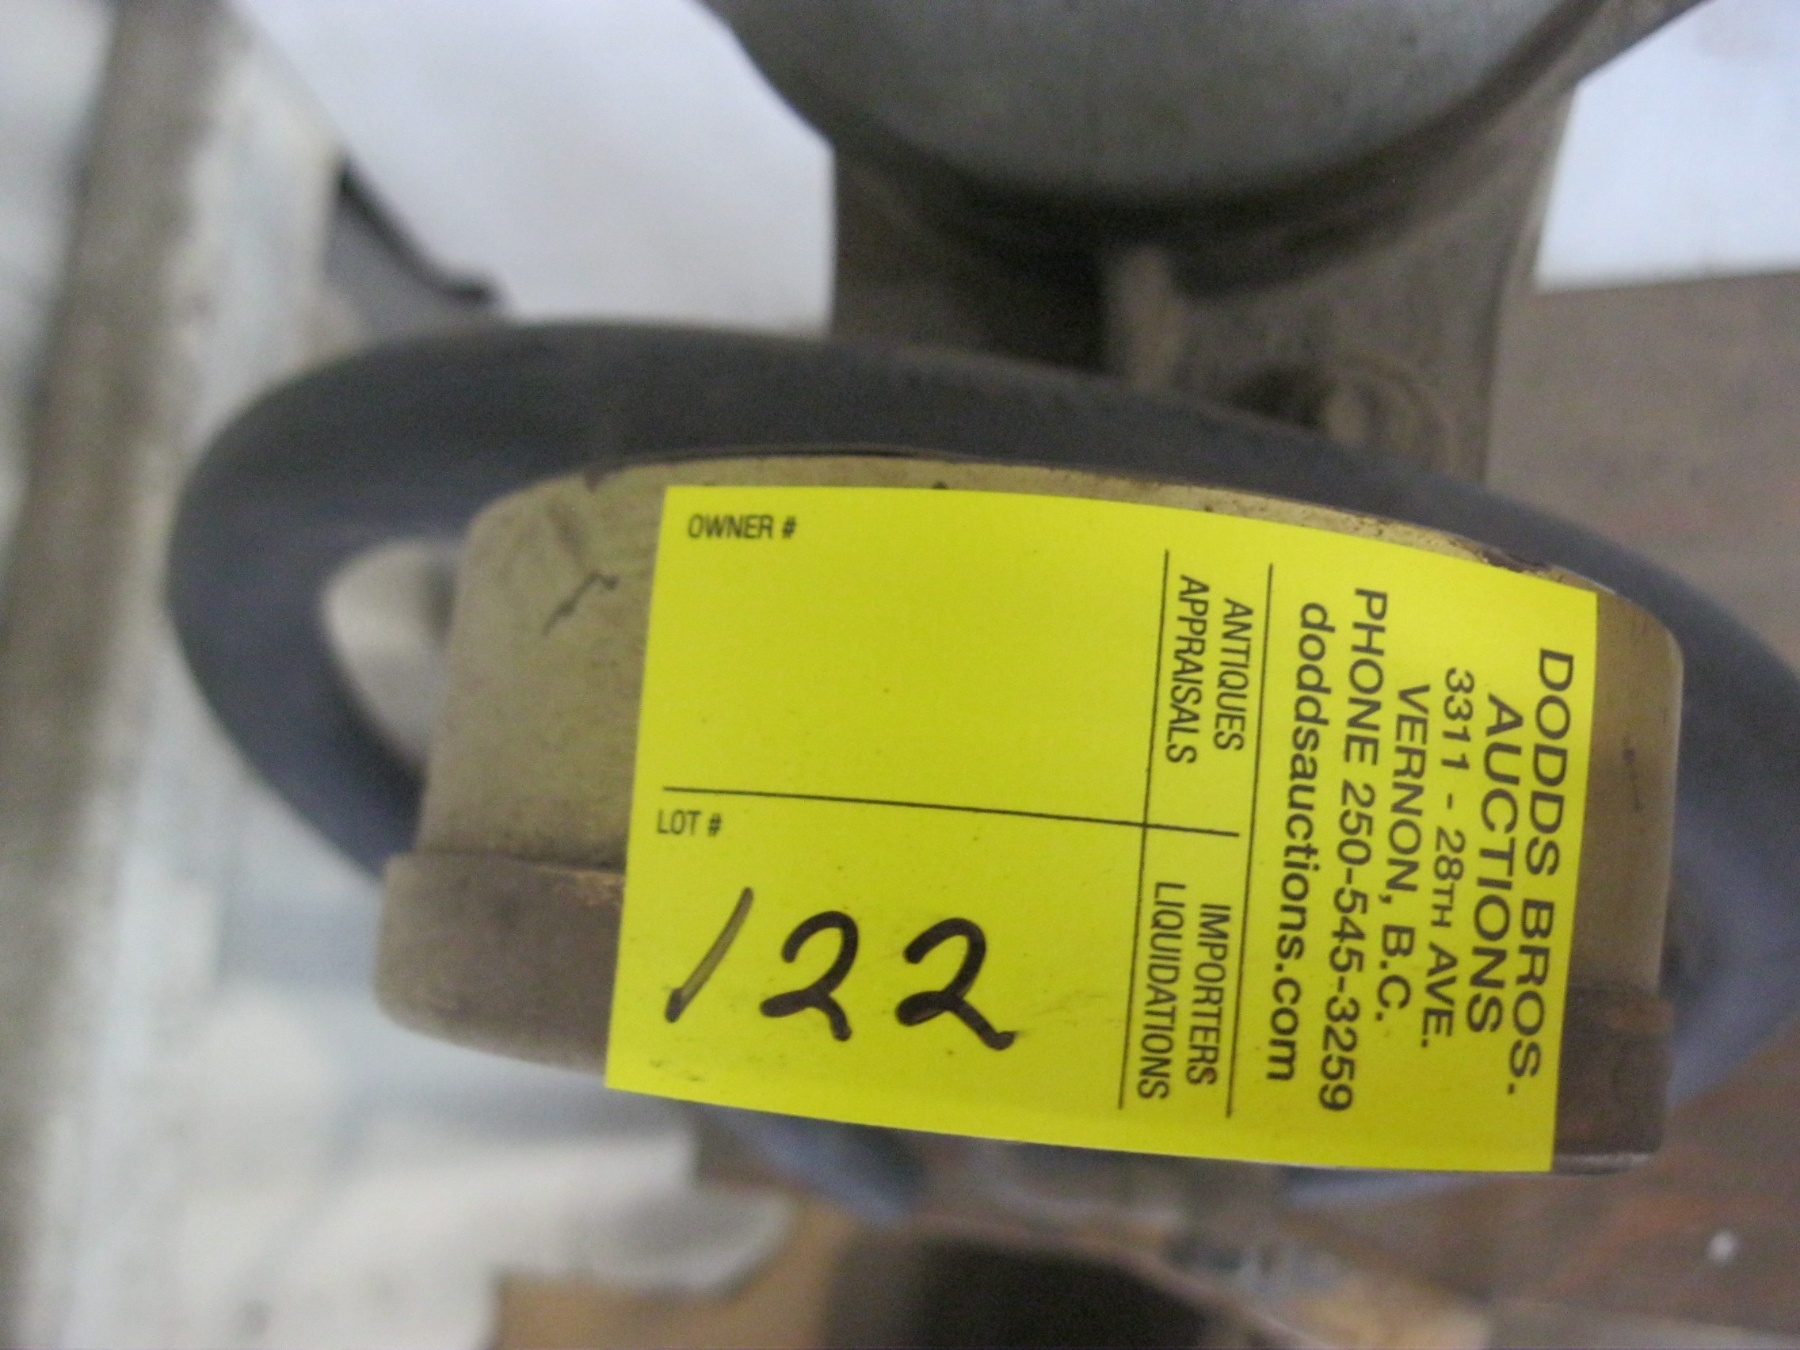 DODDS BROS.
AUCTIONS
3311 - 28TH AVE.
VERNON, B.C.
PHONE 250-545-3259
doddsauctions.com
ANTIQUES
APPRAISALS
IMPORTERS
LIQUIDATIONS
OWNER #
LOT #
122